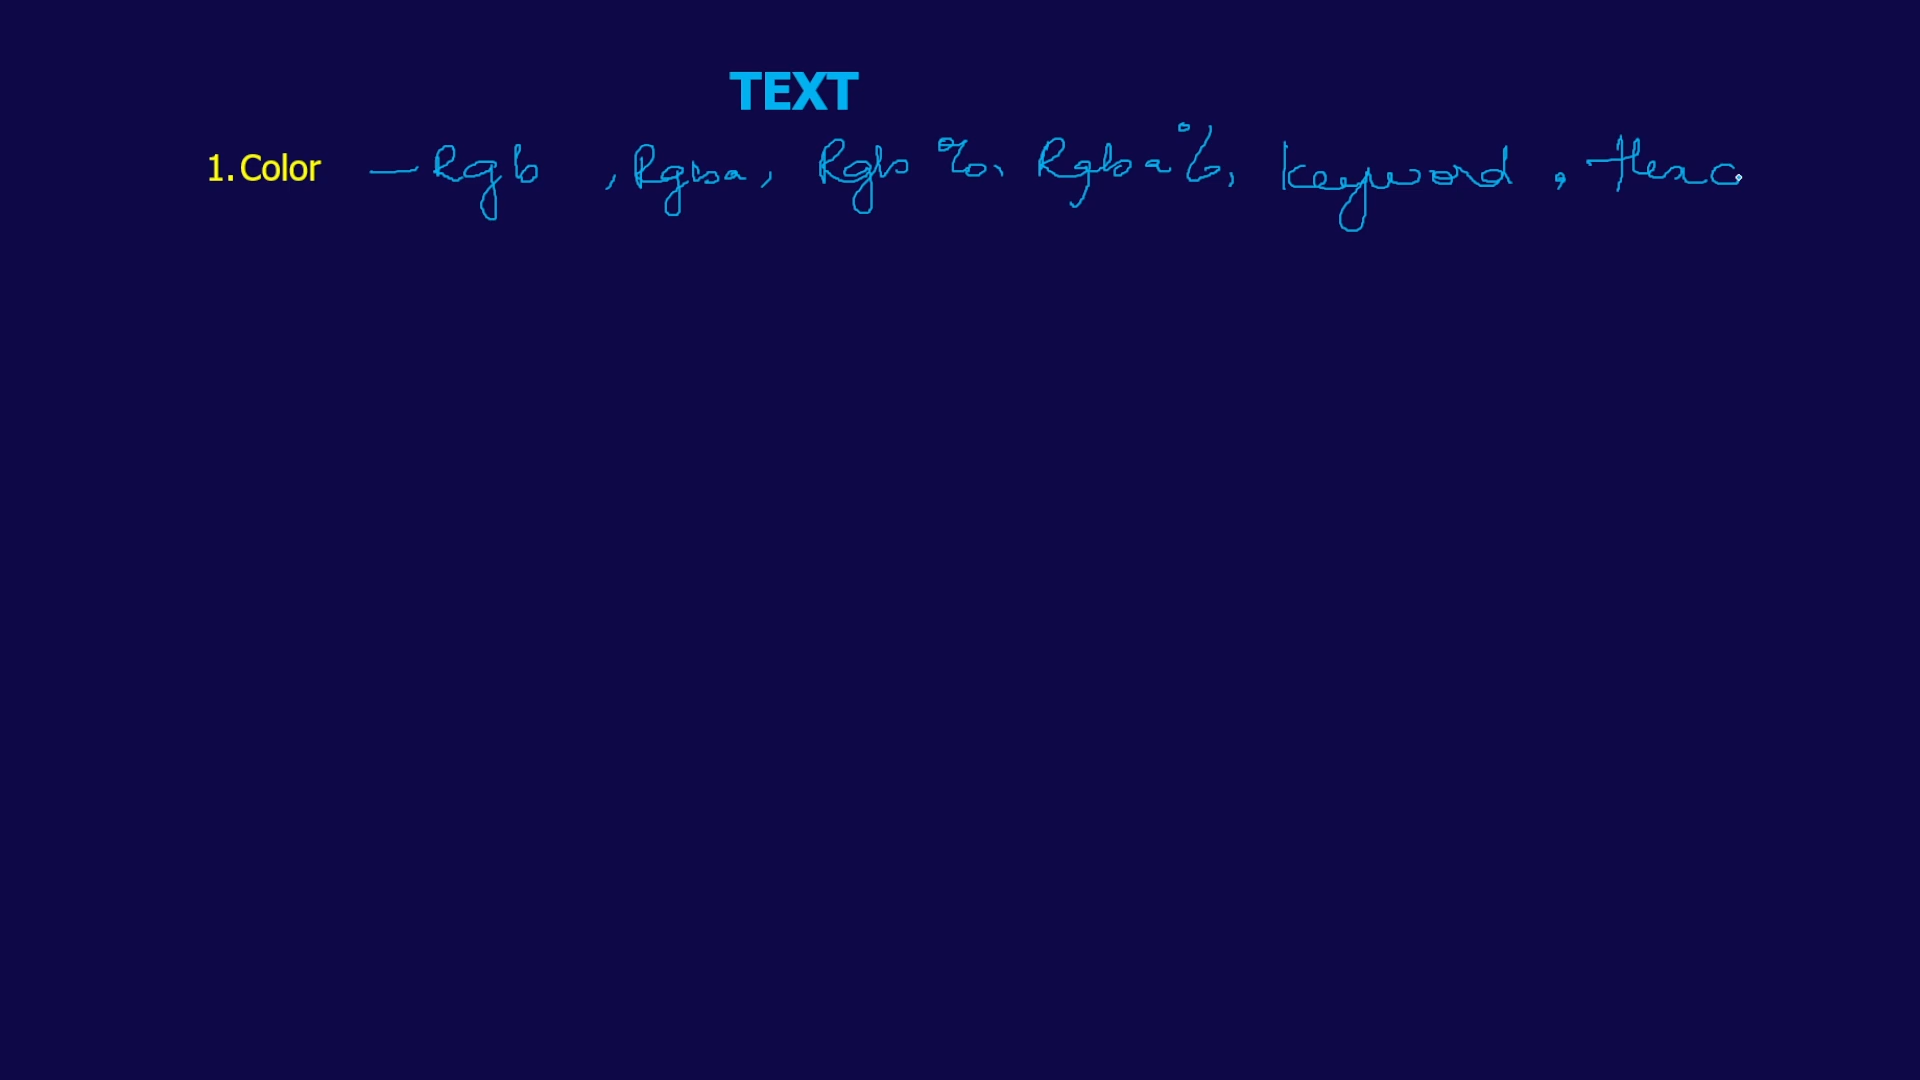 TEXT
1. Color — Rgb , Rgba, Rgb %, Rgba %, keyword , Hexa